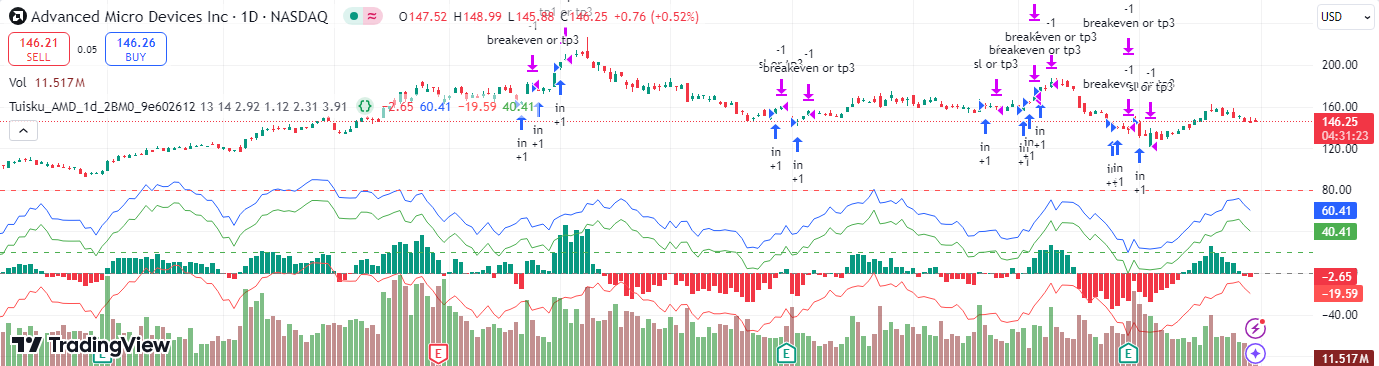 Advanced Micro Devices Inc · 1D · NASDAQ
O147.52 H148.99 L145.88 C146.25 +0.76 (+0.52%)
USD
146.21
SELL
0.05
146.26
BUY
Vol 11.517M
Tuisku_AMD_1d_2BM0_9e602612 13 14 2.92 1.12 2.31 3.91 −2.65 60.41 −19.59 40.41
tp1 or tp3
-1
breakeven or tp3
-1
breakeven or tp3
-1
breakeven or tp3
-1
breakeven or tp3
sl or tp3
-1
breakeven or tp3
-1
breakeven
-1
sl or tp3
in
+1
in
+1
in
+1
in
+1
in
+1
in
+1
in
+1
in
+1
in
+1
200.00
160.00
146.25
04:31:23
120.00
80.00
60.41
40.41
−2.65
−19.59
−40.00
11.517M
E
E
E
E
TradingView